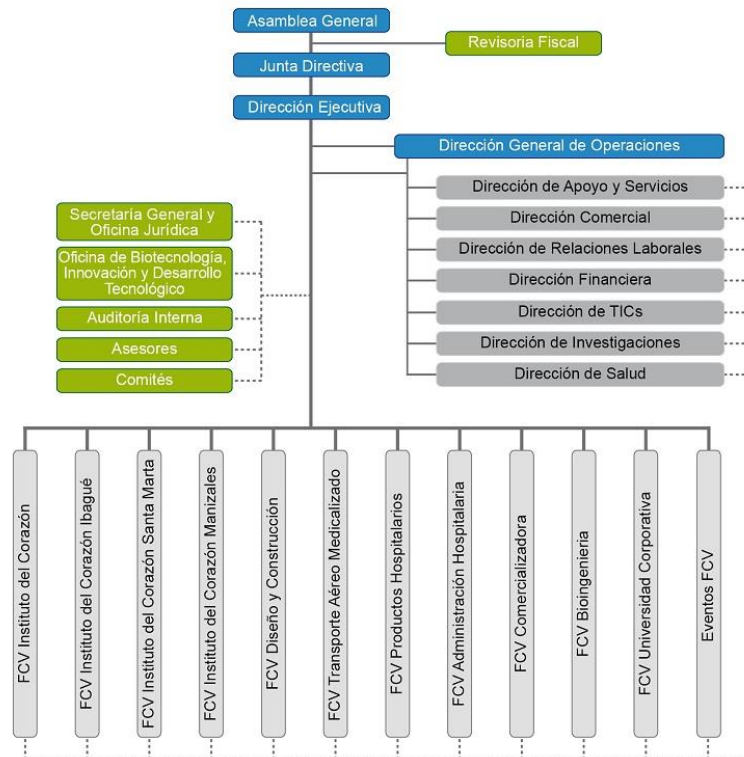 Asamblea General
Revisoria Fiscal
Junta Directiva
Dirección Ejecutiva
Dirección General de Operaciones
Dirección de Apoyo y Servicios
Dirección Comercial
Dirección de Relaciones Laborales
Dirección Financiera
Dirección de TICs
Dirección de Investigaciones
Dirección de Salud
Secretaría General y
Oficina Jurídica
Oficina de Biotecnología,
Innovación y Desarrollo
Tecnológico
Auditoría Interna
Asesores
Comités
FCV Instituto del Corazón
FCV Instituto del Corazón Ibagué
FCV Instituto del Corazón Santa Marta
FCV Instituto del Corazón Manizales
FCV Diseño y Construcción
FCV Transporte Aéreo Medicalizado
FCV Productos Hospitalarios
FCV Administración Hospitalaria
FCV Comercializadora
FCV Bioingenieria
FCV Universidad Corporativa
Eventos FCV